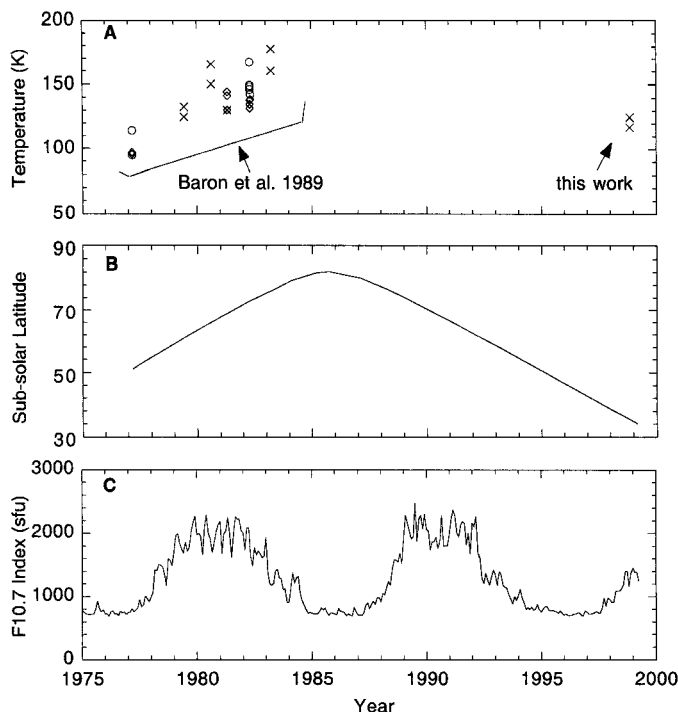 A
200
150
100
50
Temperature (K)
Baron et al. 1989
this work
B
90
70
50
30
Sub-solar Latitude
C
3000
2000
1000
0
F10.7 Index (sfu)
1975 1980 1985 1990 1995 2000
Year